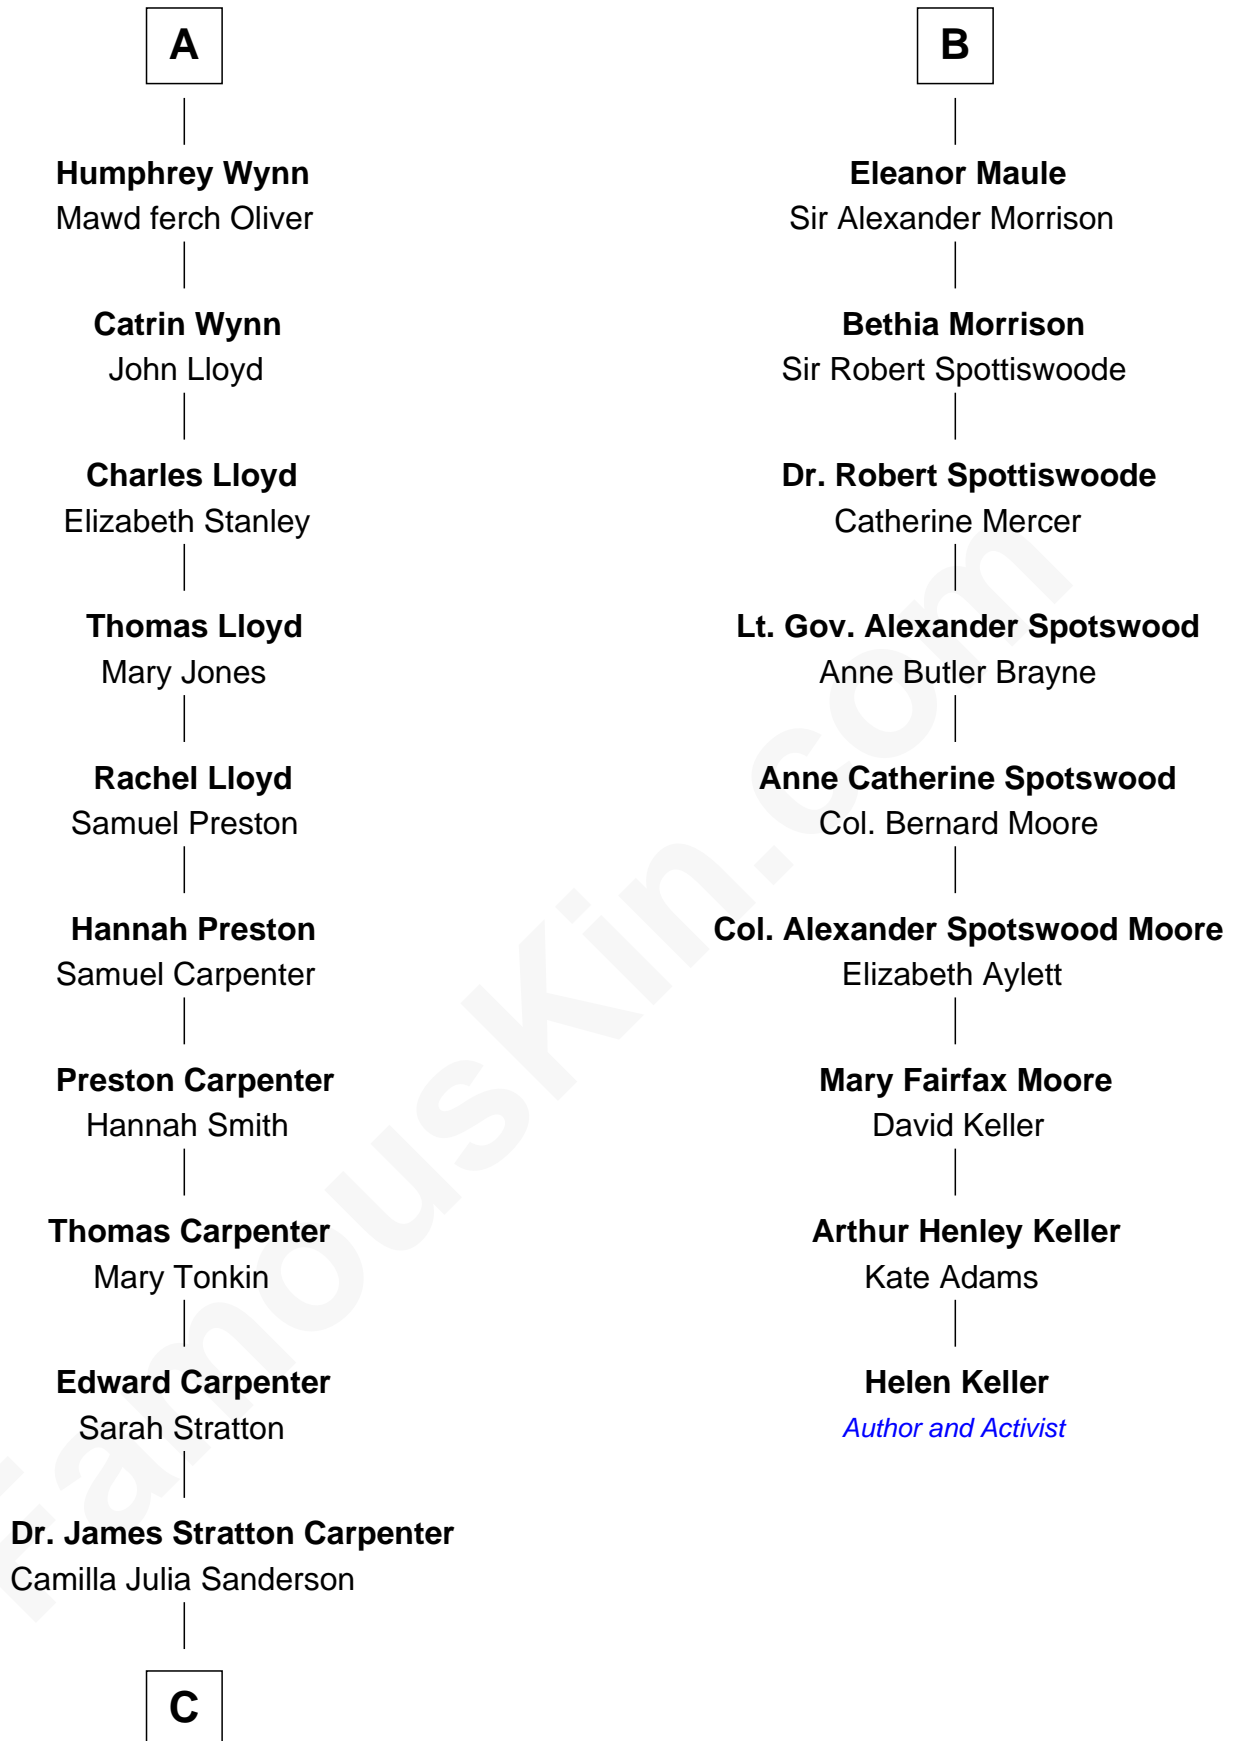 A
Humphrey Wynn
Mawd ferch Oliver
Catrin Wynn
John Lloyd
Charles Lloyd
Elizabeth Stanley
Thomas Lloyd
Mary Jones
Rachel Lloyd
Samuel Preston
Hannah Preston
Samuel Carpenter
Preston Carpenter
Hannah Smith
Thomas Carpenter
Mary Tonkin
Edward Carpenter
Sarah Stratton
Dr. James Stratton Carpenter
Camilla Julia Sanderson
C
B
Eleanor Maule
Sir Alexander Morrison
Bethia Morrison
Sir Robert Spottiswoode
Dr. Robert Spottiswoode
Catherine Mercer
Lt. Gov. Alexander Spotswood
Anne Butler Brayne
Anne Catherine Spotswood
Col. Bernard Moore
Col. Alexander Spotswood Moore
Elizabeth Aylett
Mary Fairfax Moore
David Keller
Arthur Henley Keller
Kate Adams
Helen Keller
Author and Activist
FamousKin.com